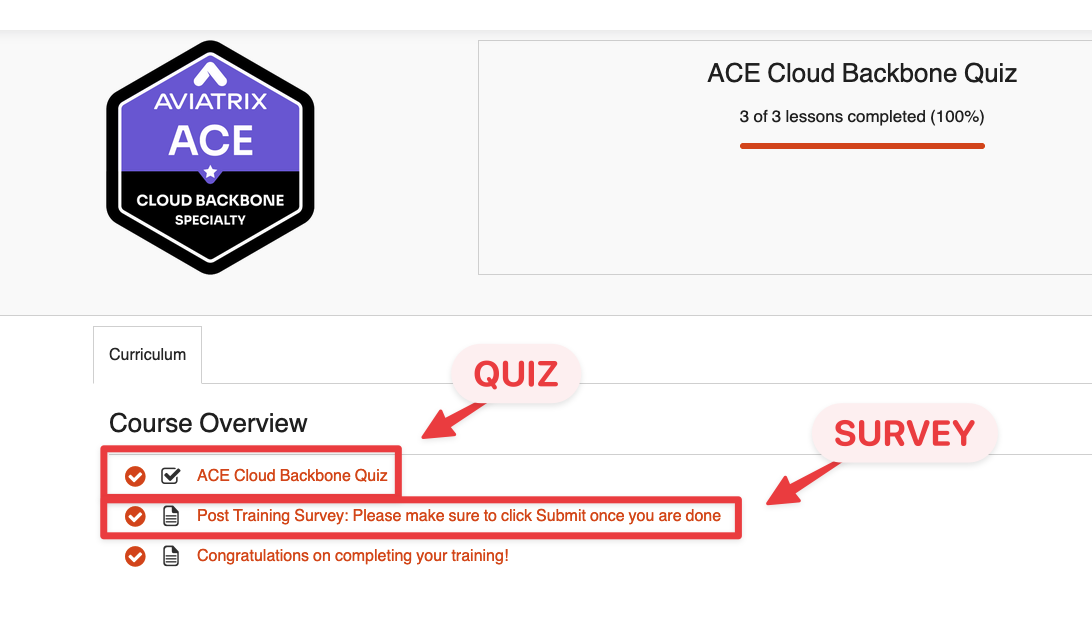 AVIATRIX
ACE
CLOUD BACKBONE
SPECIALTY
ACE Cloud Backbone Quiz
3 of 3 lessons completed (100%)
Curriculum
QUIZ
Course Overview
SURVEY
ACE Cloud Backbone Quiz
Post Training Survey: Please make sure to click Submit once you are done
Congratulations on completing your training!